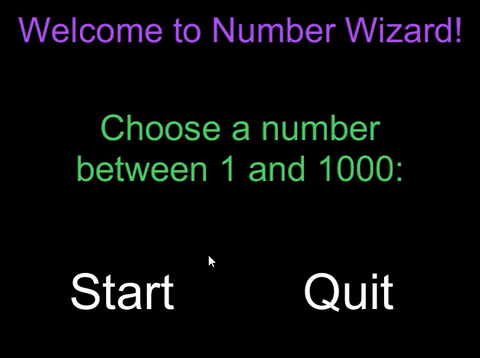 Welcome to Number Wizard!
Choose a number
between 1 and 1000:
Start Quit